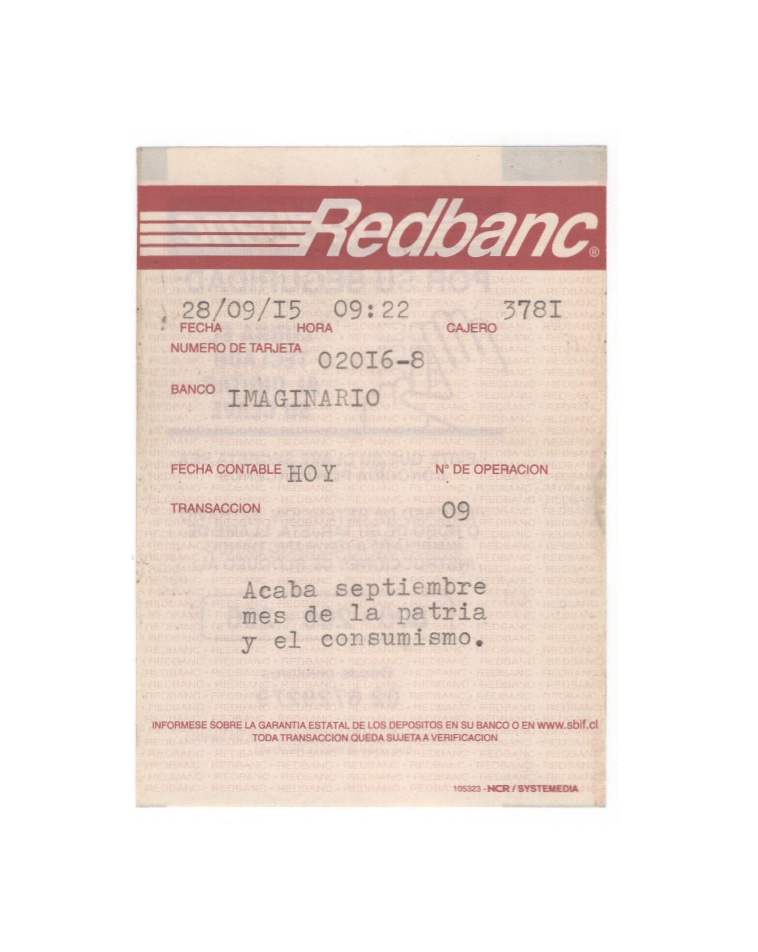 Redbanc®
28/09/I5 09:22 378I
FECHA HORA CAJERO
NUMERO DE TARJETA 020I6-8
BANCO IMAGINARIO
FECHA CONTABLE HOY N° DE OPERACION
TRANSACCION 09
Acaba septiembre
mes de la patria
y el consumismo.
INFORMESE SOBRE LA GARANTIA ESTATAL DE LOS DEPOSITOS EN SU BANCO O EN www.sbif.cl
TODA TRANSACCION QUEDA SUJETA A VERIFICACION
105323 - NCR / SYSTEMEDIA